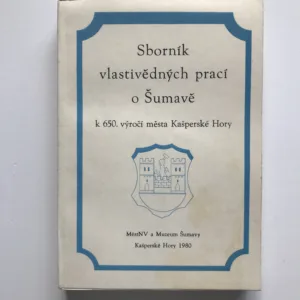 Sborník
vlastivědných prací
o Šumavě
k 650. výročí města Kašperské Hory
MěstNV a Muzeum Šumavy
Kašperské Hory 1980